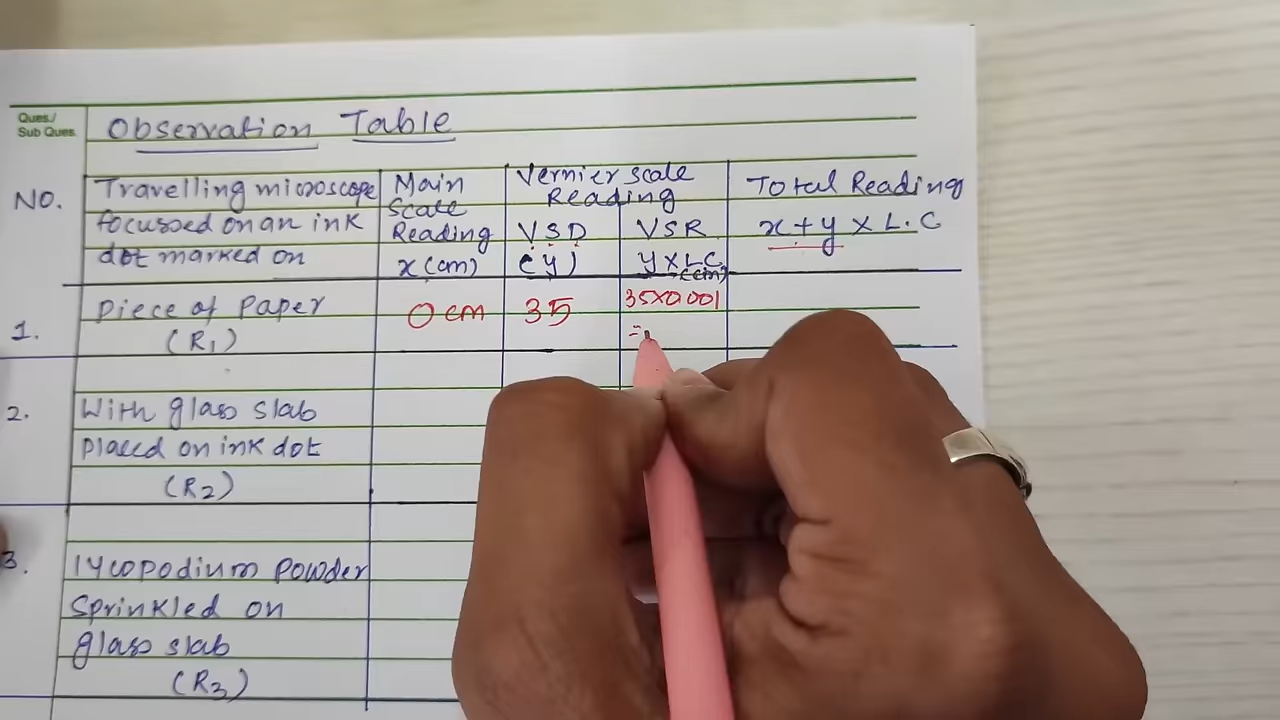 Ques./
Sub Ques.
Observation Table
NO.
Travelling microscope
focussed on an ink
dot marked on
Main
Scale
Reading
x (cm)
Vernier scale
Reading
VSD
(y)
VSR
y x L.C
(cm)
Total Reading
x + y x L.C
1.
Piece of Paper
(R1)
0 cm
35
35x0.001
=
2.
With glass slab
placed on ink dot
(R2)
3.
lycopodium powder
Sprinkled on
glass slab
(R3)